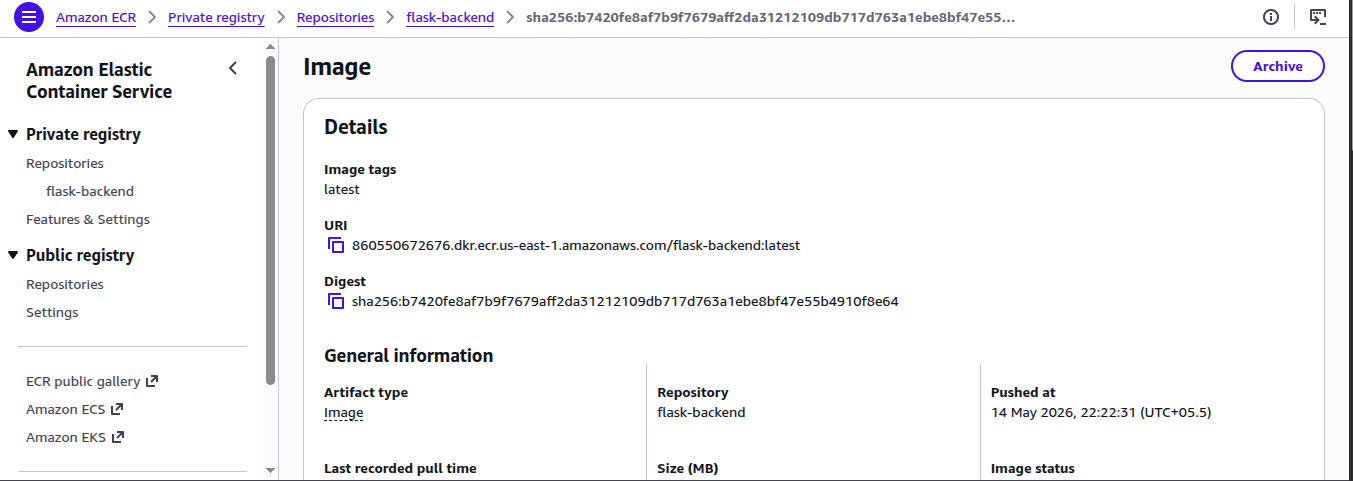 Amazon ECR > Private registry > Repositories > flask-backend > sha256:b7420fe8af7b9f7679aff2da31212109db717d763a1ebe8bf47e55...
Amazon Elastic
Container Service
Private registry
Repositories
flask-backend
Features & Settings
Public registry
Repositories
Settings
ECR public gallery
Amazon ECS
Amazon EKS
Image
Archive
Details
Image tags
latest
URI
860550672676.dkr.ecr.us-east-1.amazonaws.com/flask-backend:latest
Digest
sha256:b7420fe8af7b9f7679aff2da31212109db717d763a1ebe8bf47e55b4910f8e64
General information
Artifact type
Image
Repository
flask-backend
Pushed at
14 May 2026, 22:22:31 (UTC+05.5)
Last recorded pull time
Size (MB)
Image status